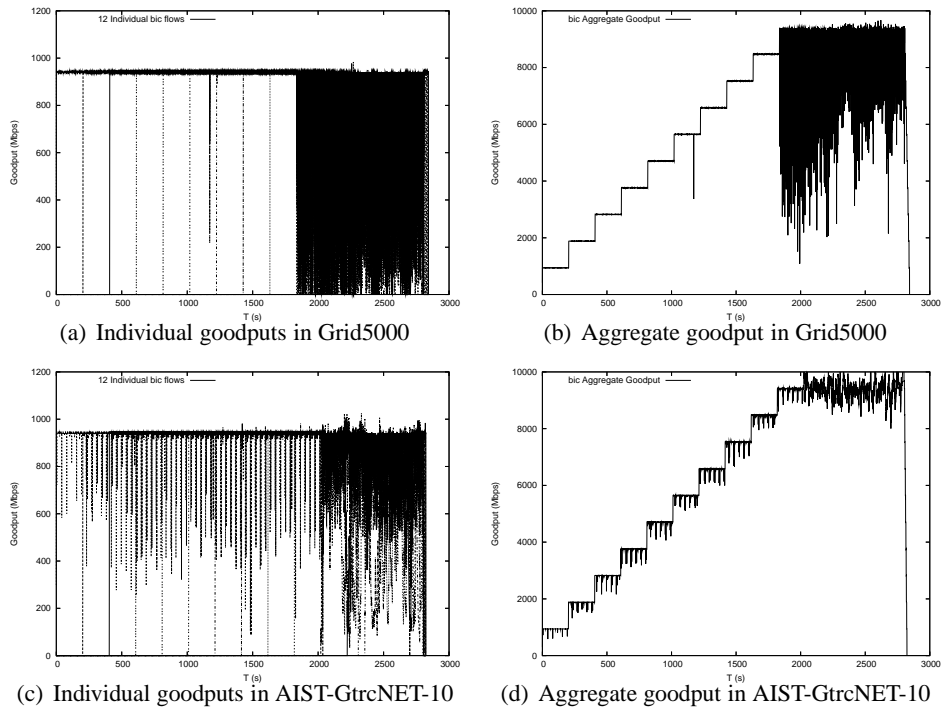 12 Individual bic flows
1200
1000
800
600
400
200
0
Goodput (Mbps)
0 500 1000 1500 2000 2500 3000
T (s)
(a) Individual goodputs in Grid5000
bic Aggregate Goodput
10000
8000
6000
4000
2000
0
Goodput (Mbps)
0 500 1000 1500 2000 2500 3000
T (s)
(b) Aggregate goodput in Grid5000
12 Individual bic flows
1200
1000
800
600
400
200
0
Goodput (Mbps)
0 500 1000 1500 2000 2500 3000
T (s)
(c) Individual goodputs in AIST-GtrcNET-10
bic Aggregate Goodput
10000
8000
6000
4000
2000
0
Goodput (Mbps)
0 500 1000 1500 2000 2500 3000
T (s)
(d) Aggregate goodput in AIST-GtrcNET-10